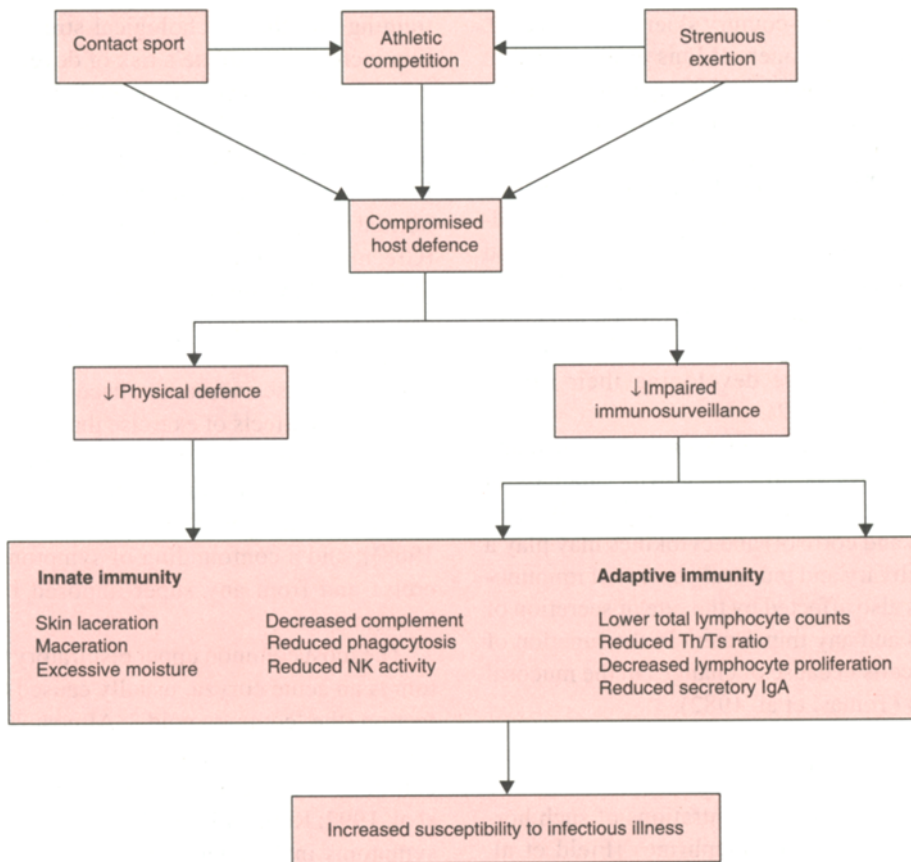 Contact sport
Athletic
competition
Strenuous
exertion
Compromised
host defence
↓ Physical defence
↓ Impaired
immunosurveillance
Innate immunity
Skin laceration
Maceration
Excessive moisture
Decreased complement
Reduced phagocytosis
Reduced NK activity
Adaptive immunity
Lower total lymphocyte counts
Reduced Th/Ts ratio
Decreased lymphocyte proliferation
Reduced secretory IgA
Increased susceptibility to infectious illness